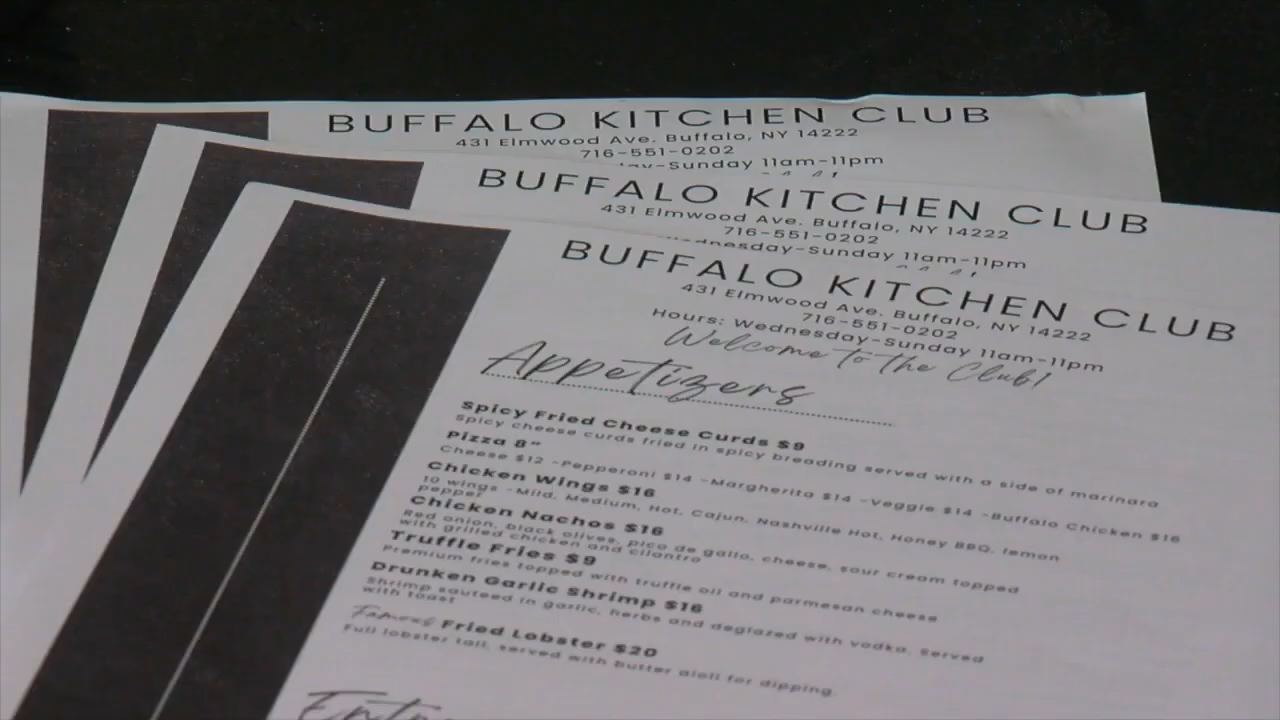 BUFFALO KITCHEN CLUB
431 Elmwood Ave. Buffalo, NY 14222
716-551-0202
-Sunday 11am-11pm
BUFFALO KITCHEN CLUB
431 Elmwood Ave. Buffalo, NY 14222
716-551-0202
Wednesday-Sunday 11am-11pm
BUFFALO KITCHEN CLUB
431 Elmwood Ave. Buffalo, NY 14222
716-551-0202
Hours: Wednesday-Sunday 11am-11pm
Welcome to the Club!
Appetizers
Spicy Fried Cheese Curds $9
Spicy cheese curds fried in spicy breading served with a side of marinara
Pizza 8"
Cheese $12 -Pepperoni $14 -Margherita $14 -Veggie $14 -Buffalo Chicken $16
Chicken Wings $16
10 wings -Mild, Medium, Hot, Cajun, Nashville Hot, Honey BBQ, lemon
pepper
Chicken Nachos $16
Red onion, black olives, pico de gallo, cheese, sour cream topped
with grilled chicken and cilantro
Truffle Fries $9
Premium fries topped with truffle oil and parmesan cheese
Drunken Garlic Shrimp $16
Shrimp sauteed in garlic, herbs and deglazed with vodka. Served
with toast
Famous Fried Lobster $20
Full lobster tail, served with butter aioli for dipping.